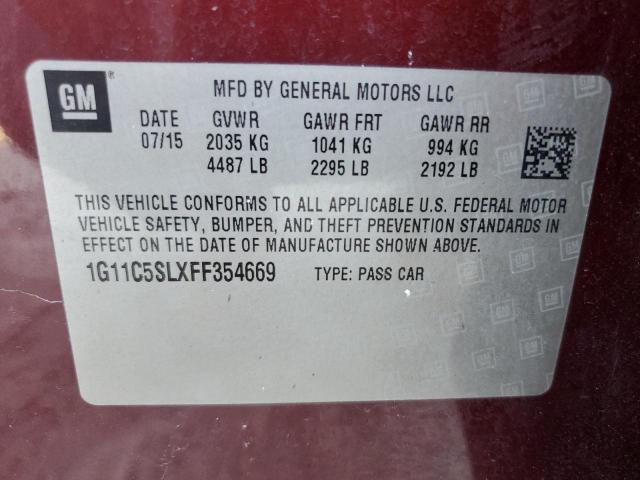 GM ®
MFD BY GENERAL MOTORS LLC
DATE GVWR GAWR FRT GAWR RR
07/15 2035 KG 1041 KG 994 KG
4487 LB 2295 LB 2192 LB
THIS VEHICLE CONFORMS TO ALL APPLICABLE U.S. FEDERAL MOTOR
VEHICLE SAFETY, BUMPER, AND THEFT PREVENTION STANDARDS IN
EFFECT ON THE DATE OF MANUFACTURE SHOWN ABOVE.
1G11C5SLXFF354669 TYPE: PASS CAR